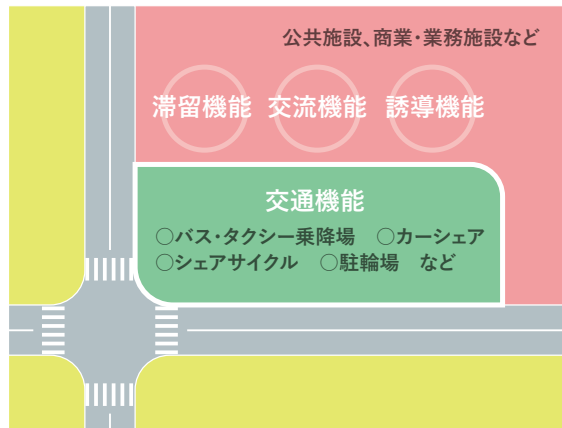 公共施設、商業・業務施設など
滞留機能 交流機能 誘導機能
交通機能
○バス・タクシー乗降場 ○カーシェア
○シェアサイクル ○駐輪場 など